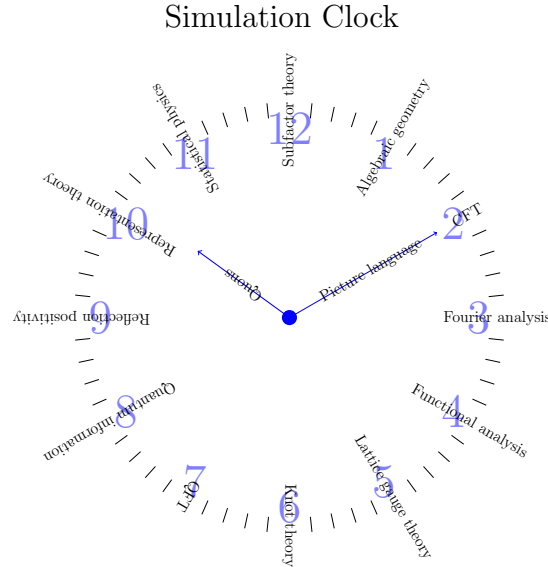 Simulation Clock
12
Subfactor theory
1
Algebraic geometry
2
CFT
3
Fourier analysis
4
Functional analysis
5
Lattice gauge theory
6
Knot theory
7
QFT
8
Quantum information
9
Reflection positivity
10
Representation theory
11
Statistical physics
Quons
Picture language